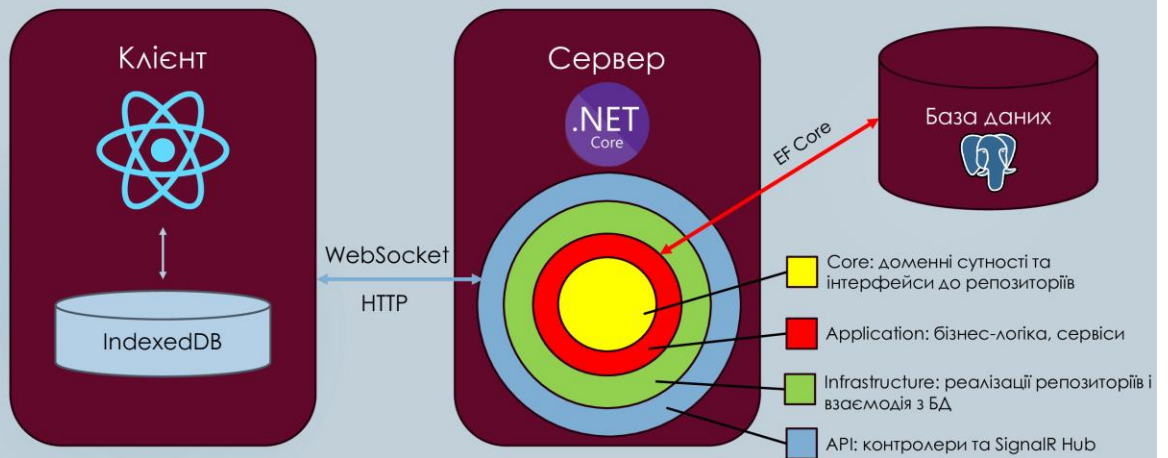 Клієнт
IndexedDB
WebSocket
HTTP
Сервер
.NET
Core
EF Core
База даних
Core: доменні сутності та
інтерфейси до репозиторіїв
Application: бізнес-логіка, сервіси
Infrastructure: реалізації репозиторіїв і
взаємодія з БД
API: контролери та SignalR Hub